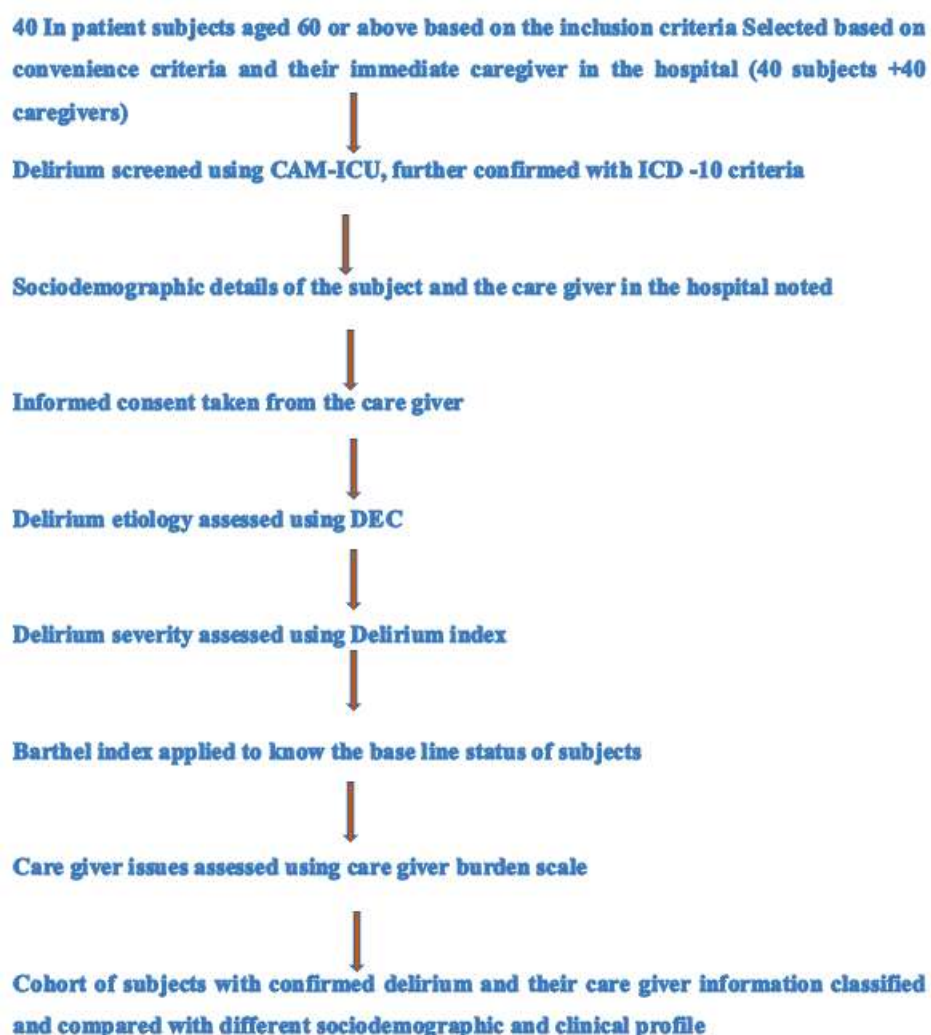 40 In patient subjects aged 60 or above based on the inclusion criteria Selected based on
convenience criteria and their immediate caregiver in the hospital (40 subjects +40
caregivers)
Delirium screened using CAM-ICU, further confirmed with ICD -10 criteria
Sociodemographic details of the subject and the care giver in the hospital noted
Informed consent taken from the care giver
Delirium etiology assessed using DEC
Delirium severity assessed using Delirium index
Barthel index applied to know the base line status of subjects
Care giver issues assessed using care giver burden scale
Cohort of subjects with confirmed delirium and their care giver information classified
and compared with different sociodemographic and clinical profile